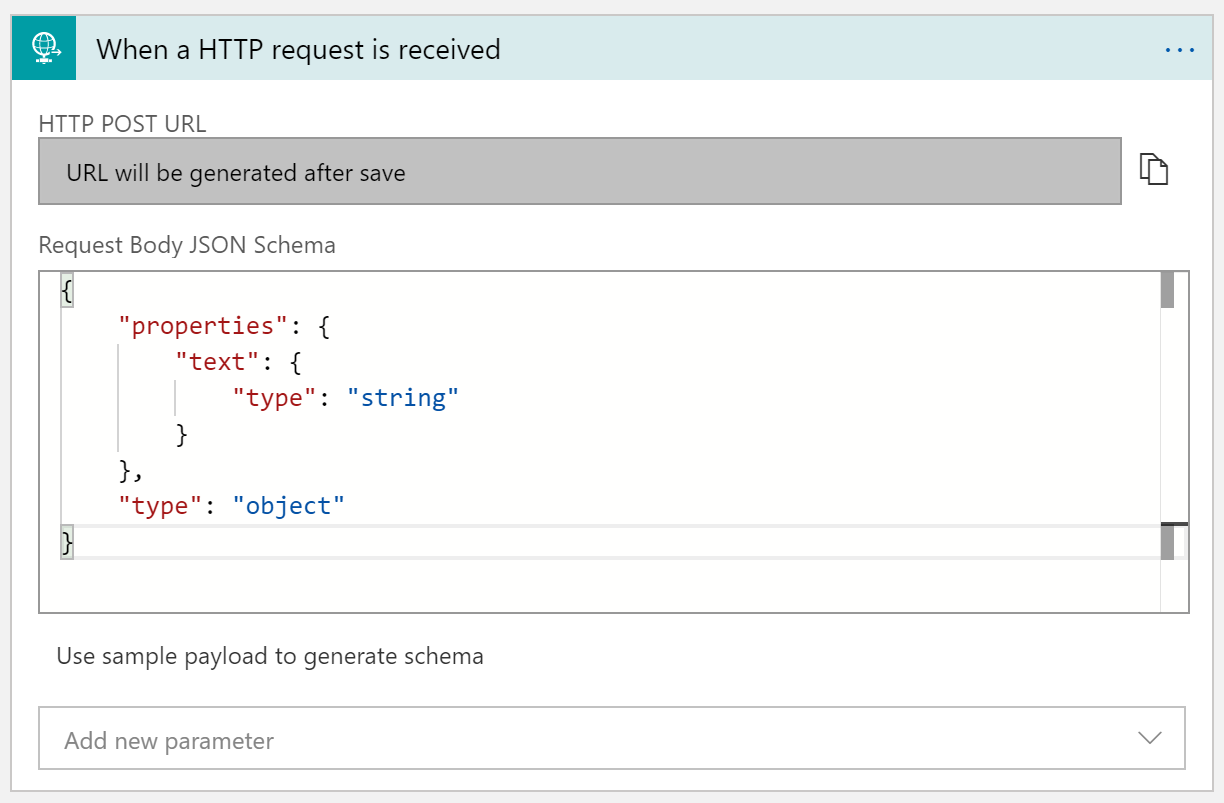 When a HTTP request is received
HTTP POST URL
URL will be generated after save
Request Body JSON Schema
{
    "properties": {
        "text": {
            "type": "string"
        }
    },
    "type": "object"
}
Use sample payload to generate schema
Add new parameter